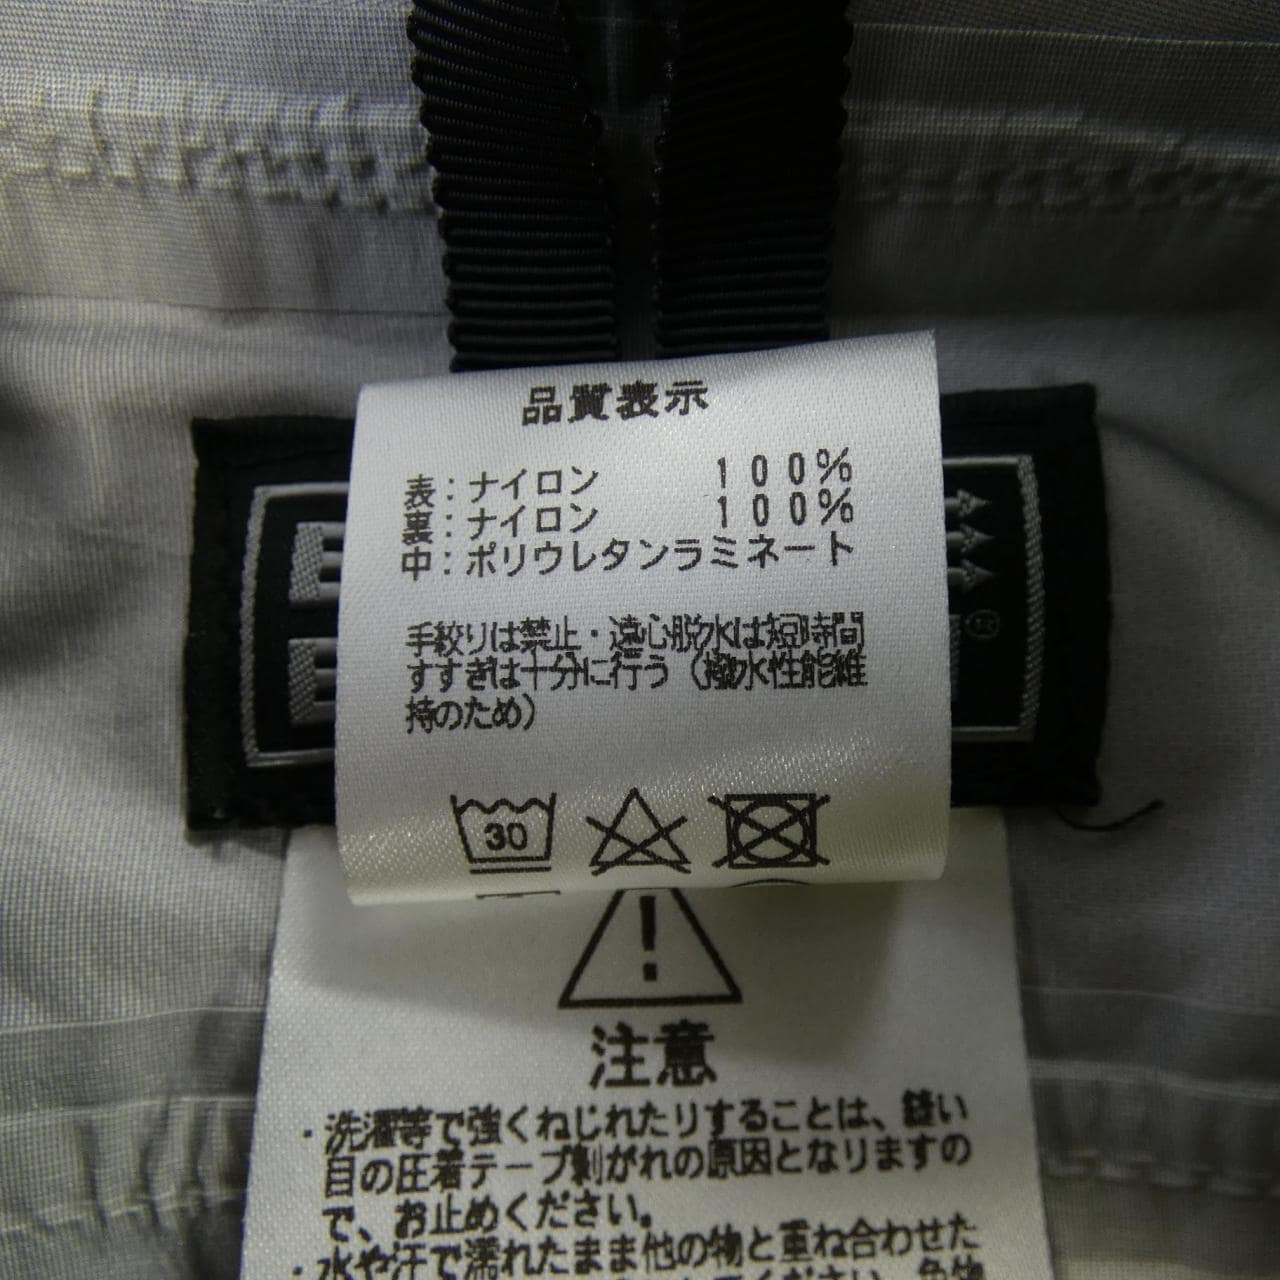 品質表示
表：ナイロン 100%
裏：ナイロン 100%
中：ポリウレタンラミネート
手絞りは禁止・遠心脱水は短時間
すすぎは十分に行う（撥水性能維
持のため）
30
®
注意
・洗濯等で強くねじれたりすることは、縫い
目の圧着テープ剥がれの原因となりますの
で、お止めください。
・水や汗で濡れたまま他の物と重ね合わせた